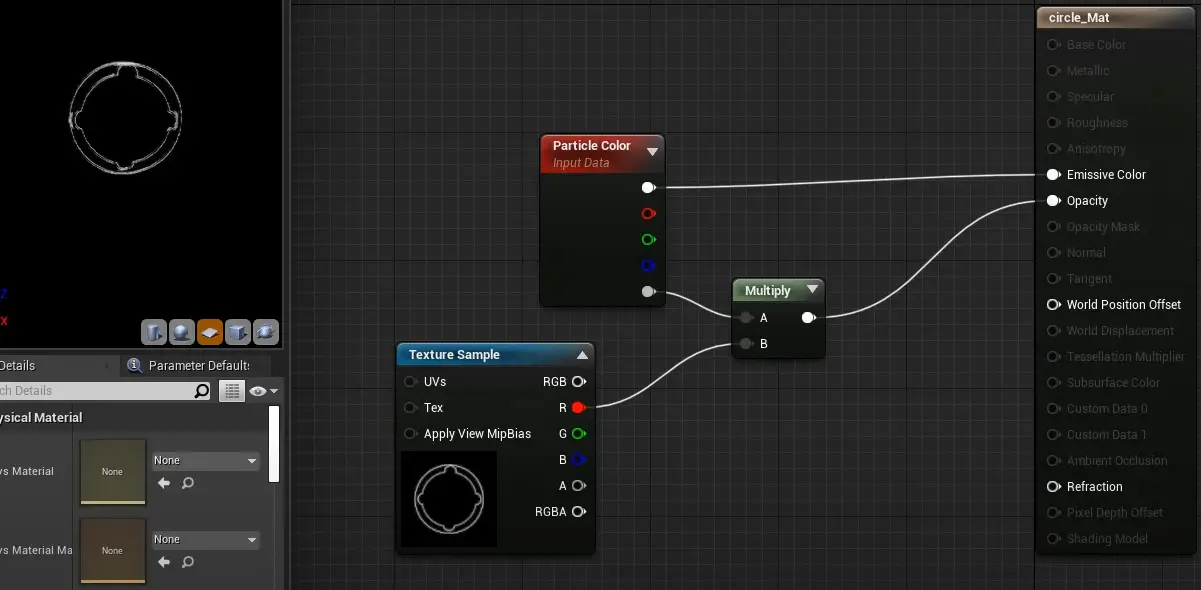 circle_Mat
Base Color
Metallic
Specular
Roughness
Anisotropy
Emissive Color
Opacity
Opacity Mask
Normal
Tangent
World Position Offset
World Displacement
Tessellation Multiplier
Subsurface Color
Custom Data 0
Custom Data 1
Ambient Occlusion
Refraction
Pixel Depth Offset
Shading Model
Particle Color
Input Data
Multiply
A
B
Texture Sample
UVs RGB
Tex R
Apply View MipBias G
B
A
RGBA
Z
X
Details
Parameter Default
ch Details
ysical Material
ys Material
None
None
ys Material Ma
None
None